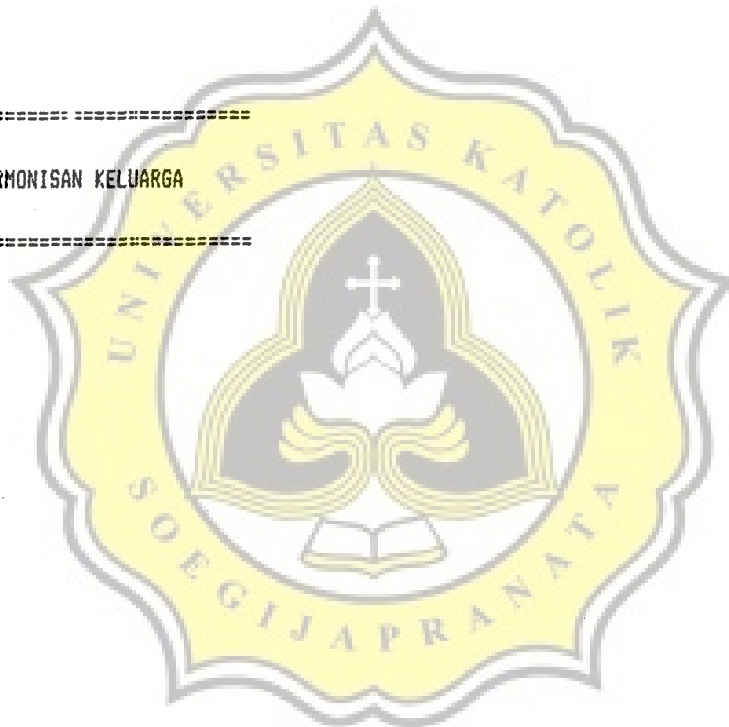 ====== =================
RMONISAN KELUARGA
=======================
UNIVERSITAS KATOLIK
SOEGIJAPRANATA